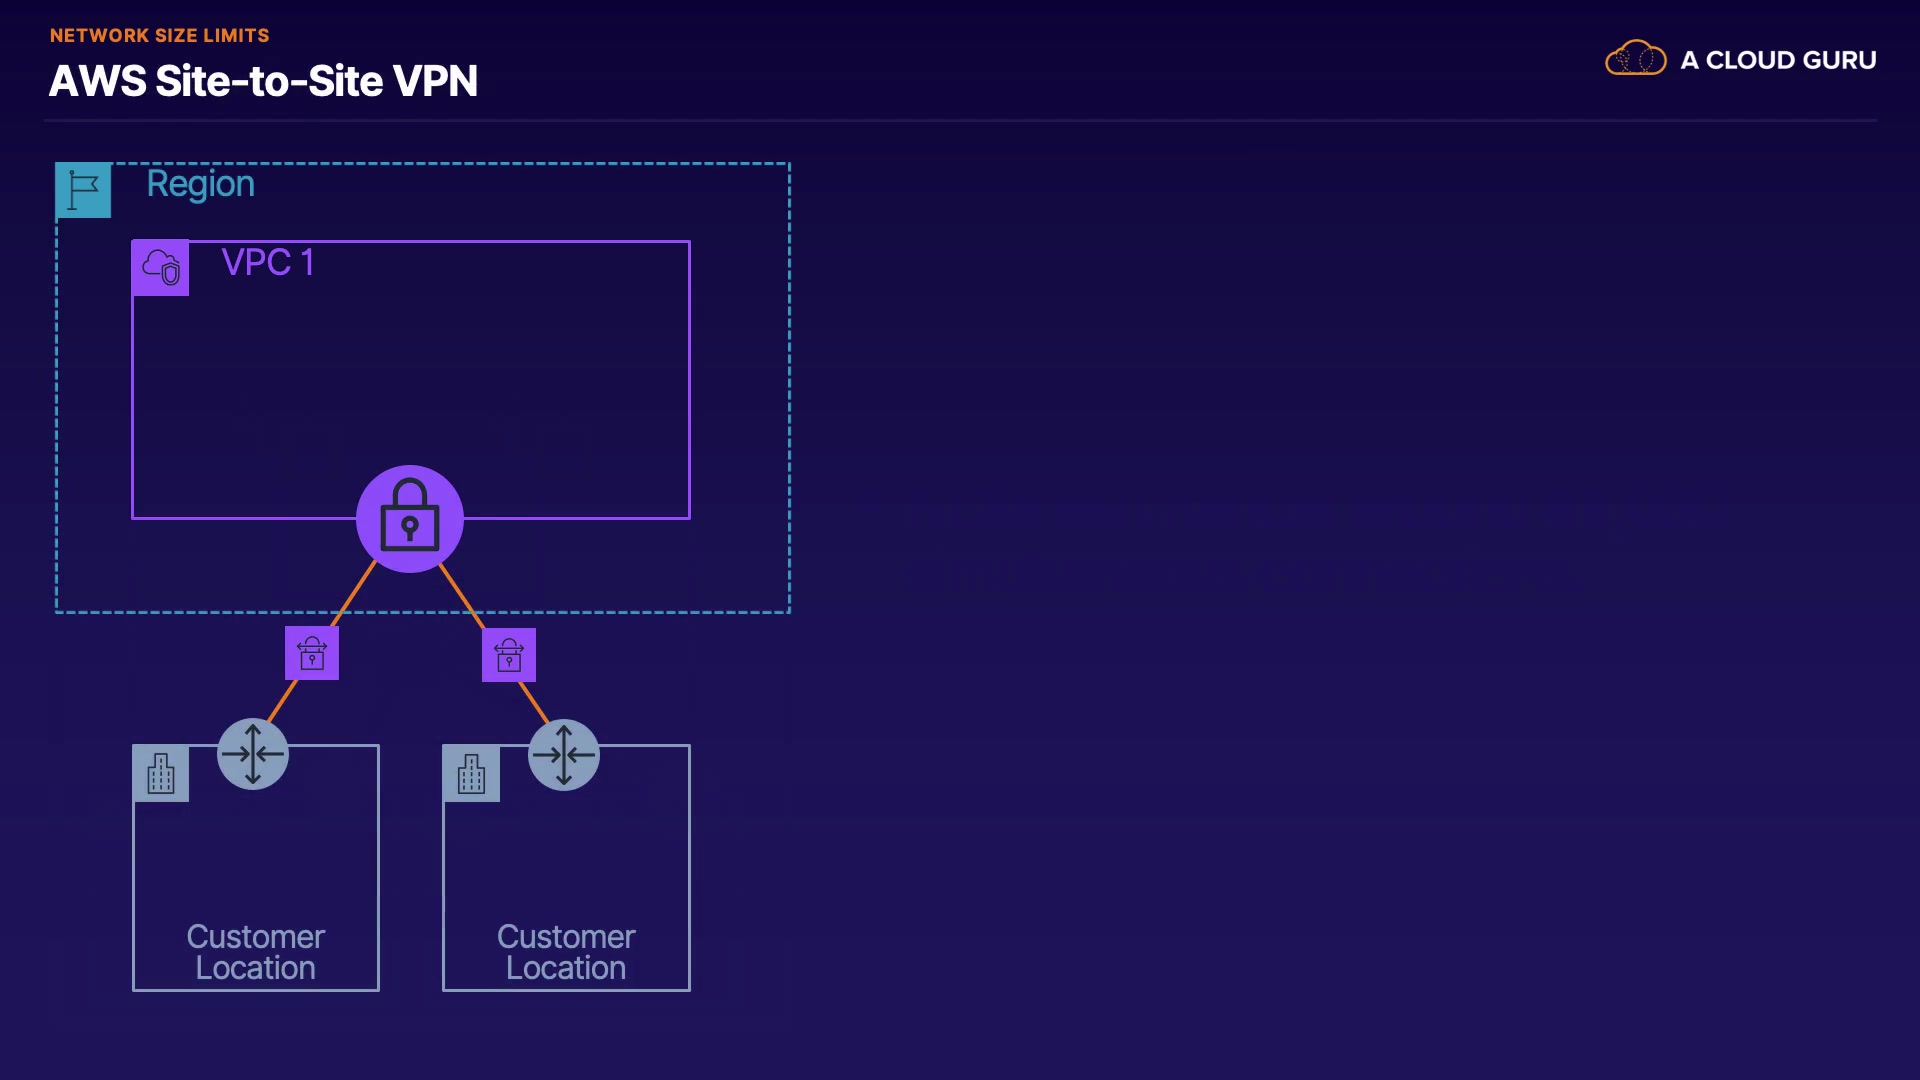 NETWORK SIZE LIMITS
AWS Site-to-Site VPN
A CLOUD GURU
Region
VPC 1
Customer
Location
Customer
Location